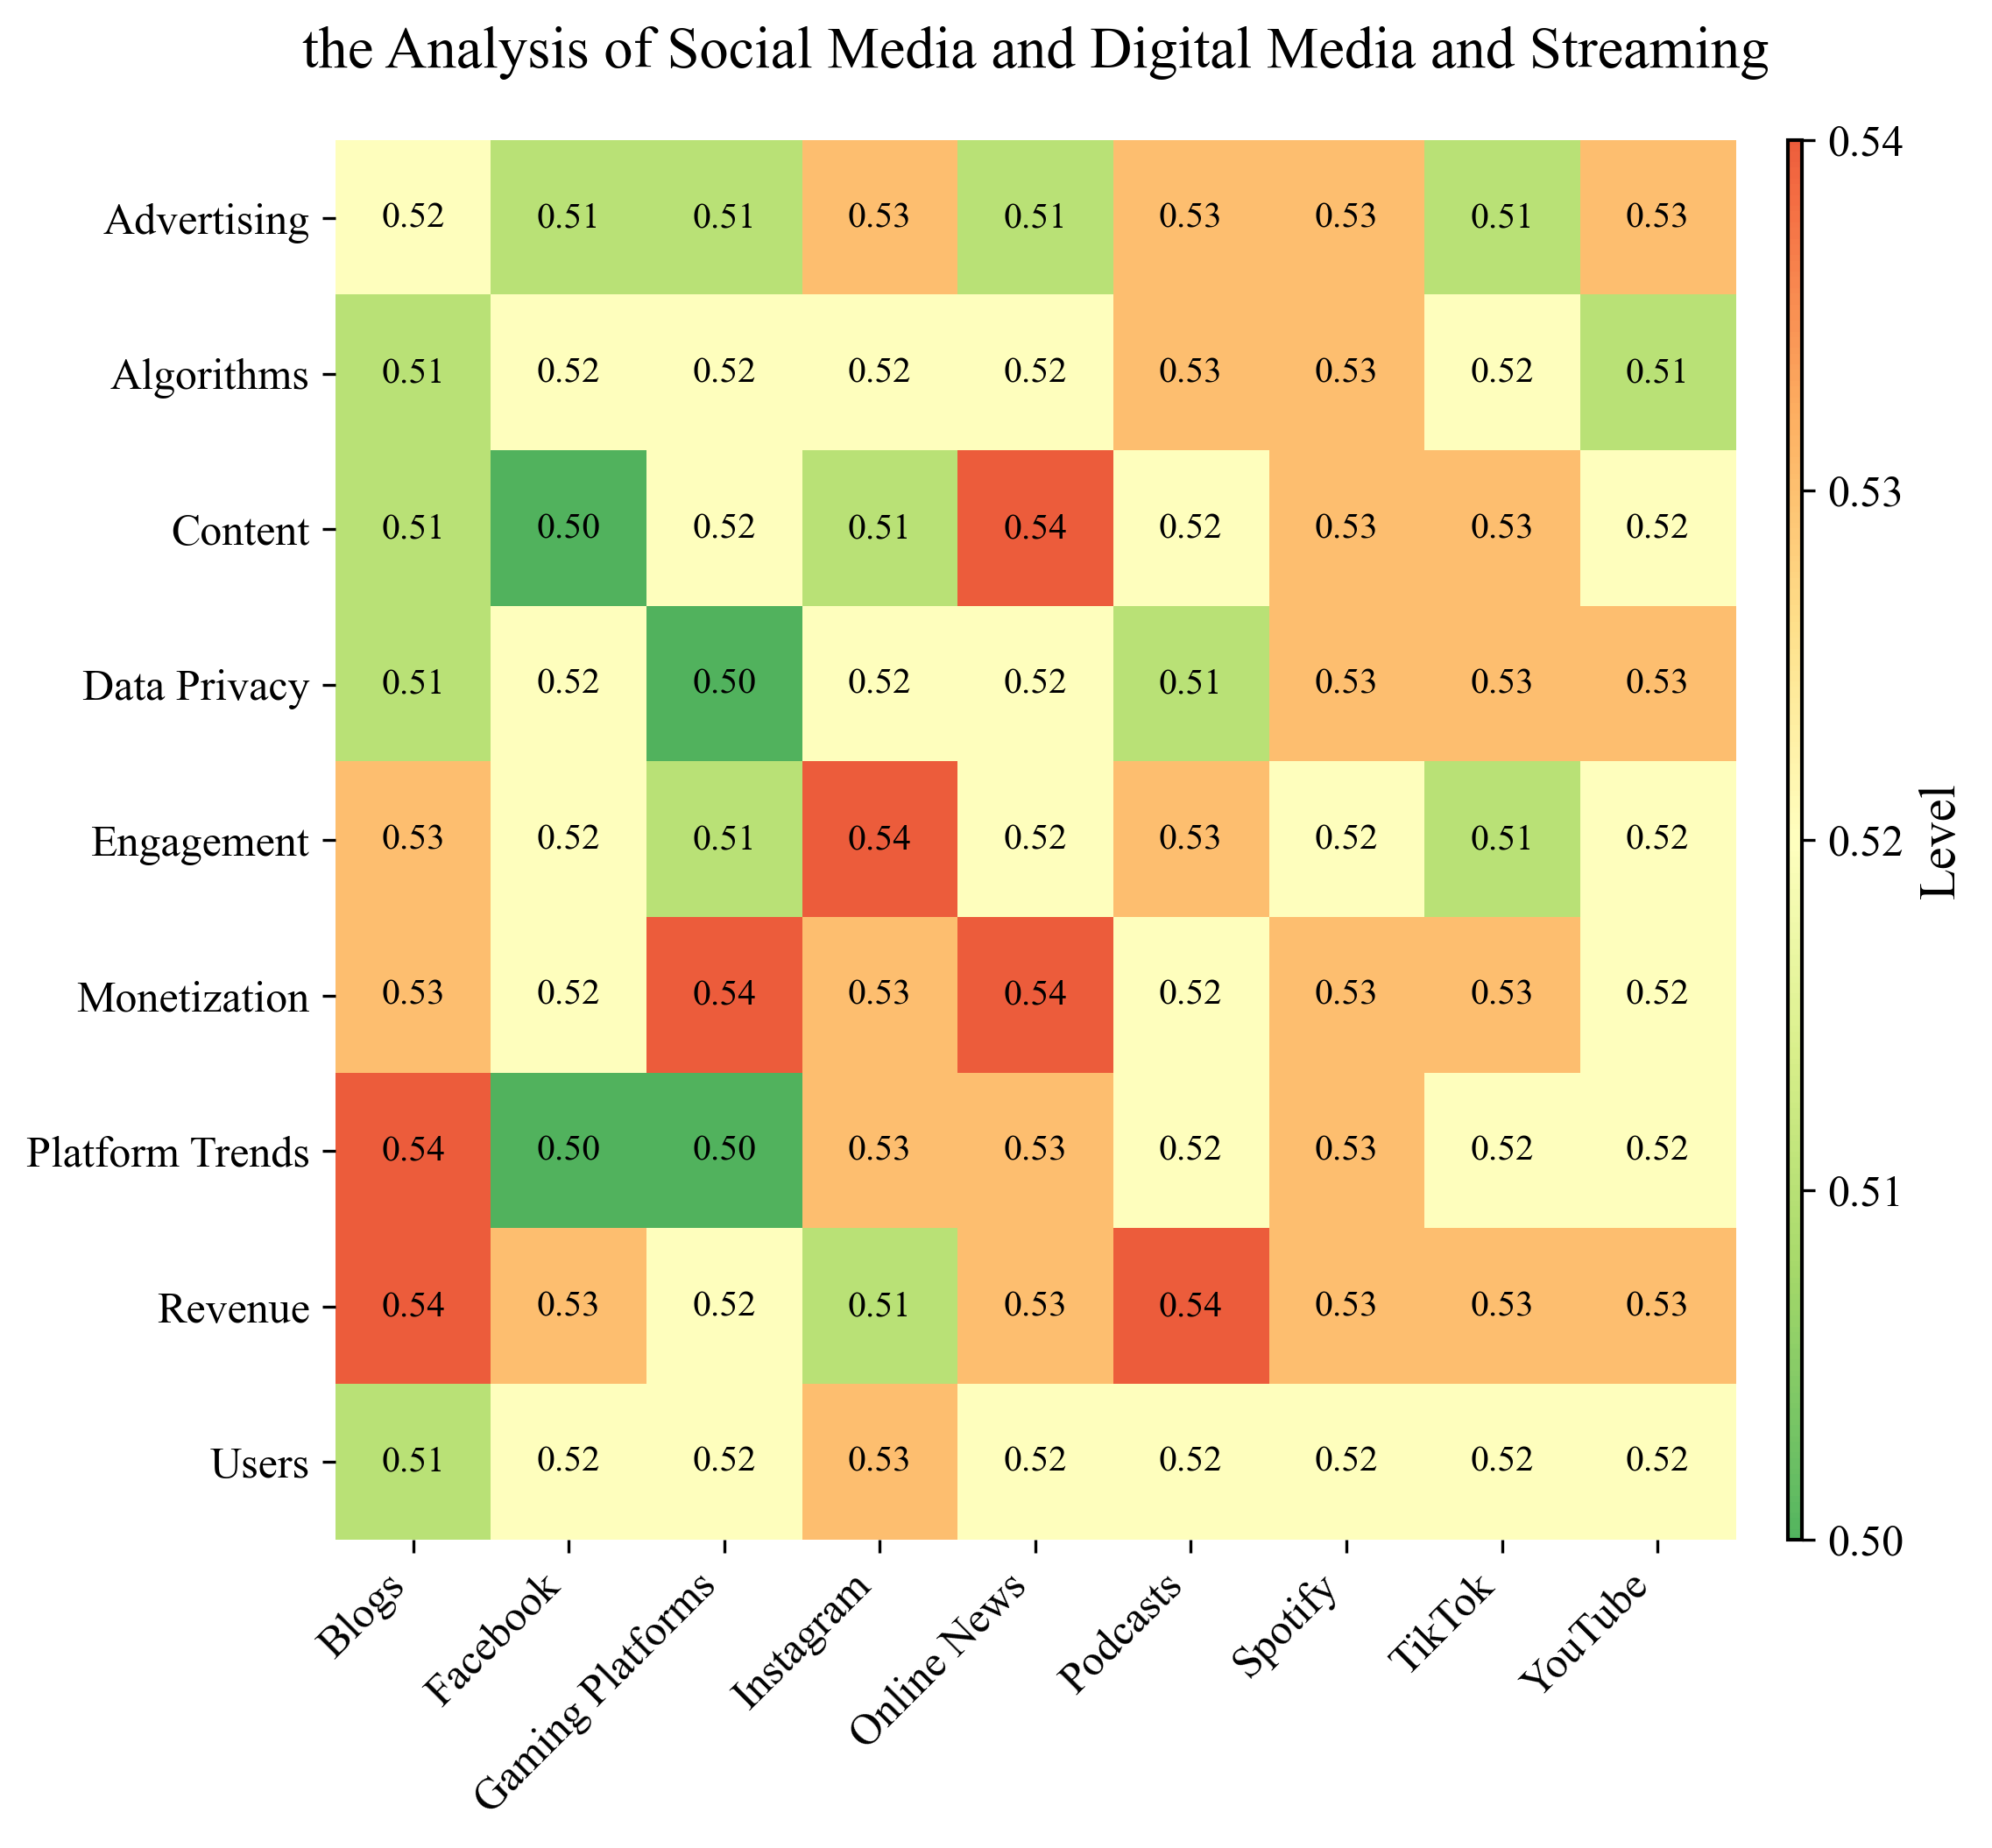 the Analysis of Social Media and Digital Media and Streaming
Advertising 0.52 0.51 0.51 0.53 0.51 0.53 0.53 0.51 0.53
Algorithms 0.51 0.52 0.52 0.52 0.52 0.53 0.53 0.52 0.51
Content 0.51 0.50 0.52 0.51 0.54 0.52 0.53 0.53 0.52
Data Privacy 0.51 0.52 0.50 0.52 0.52 0.51 0.53 0.53 0.53
Engagement 0.53 0.52 0.51 0.54 0.52 0.53 0.52 0.51 0.52
Monetization 0.53 0.52 0.54 0.53 0.54 0.52 0.53 0.53 0.52
Platform Trends 0.54 0.50 0.50 0.53 0.53 0.52 0.53 0.52 0.52
Revenue 0.54 0.53 0.52 0.51 0.53 0.54 0.53 0.53 0.53
Users 0.51 0.52 0.52 0.53 0.52 0.52 0.52 0.52 0.52
Blogs
Facebook
Gaming Platforms
Instagram
Online News
Podcasts
Spotify
TikTok
YouTube
0.54
0.53
0.52
0.51
0.50
Level